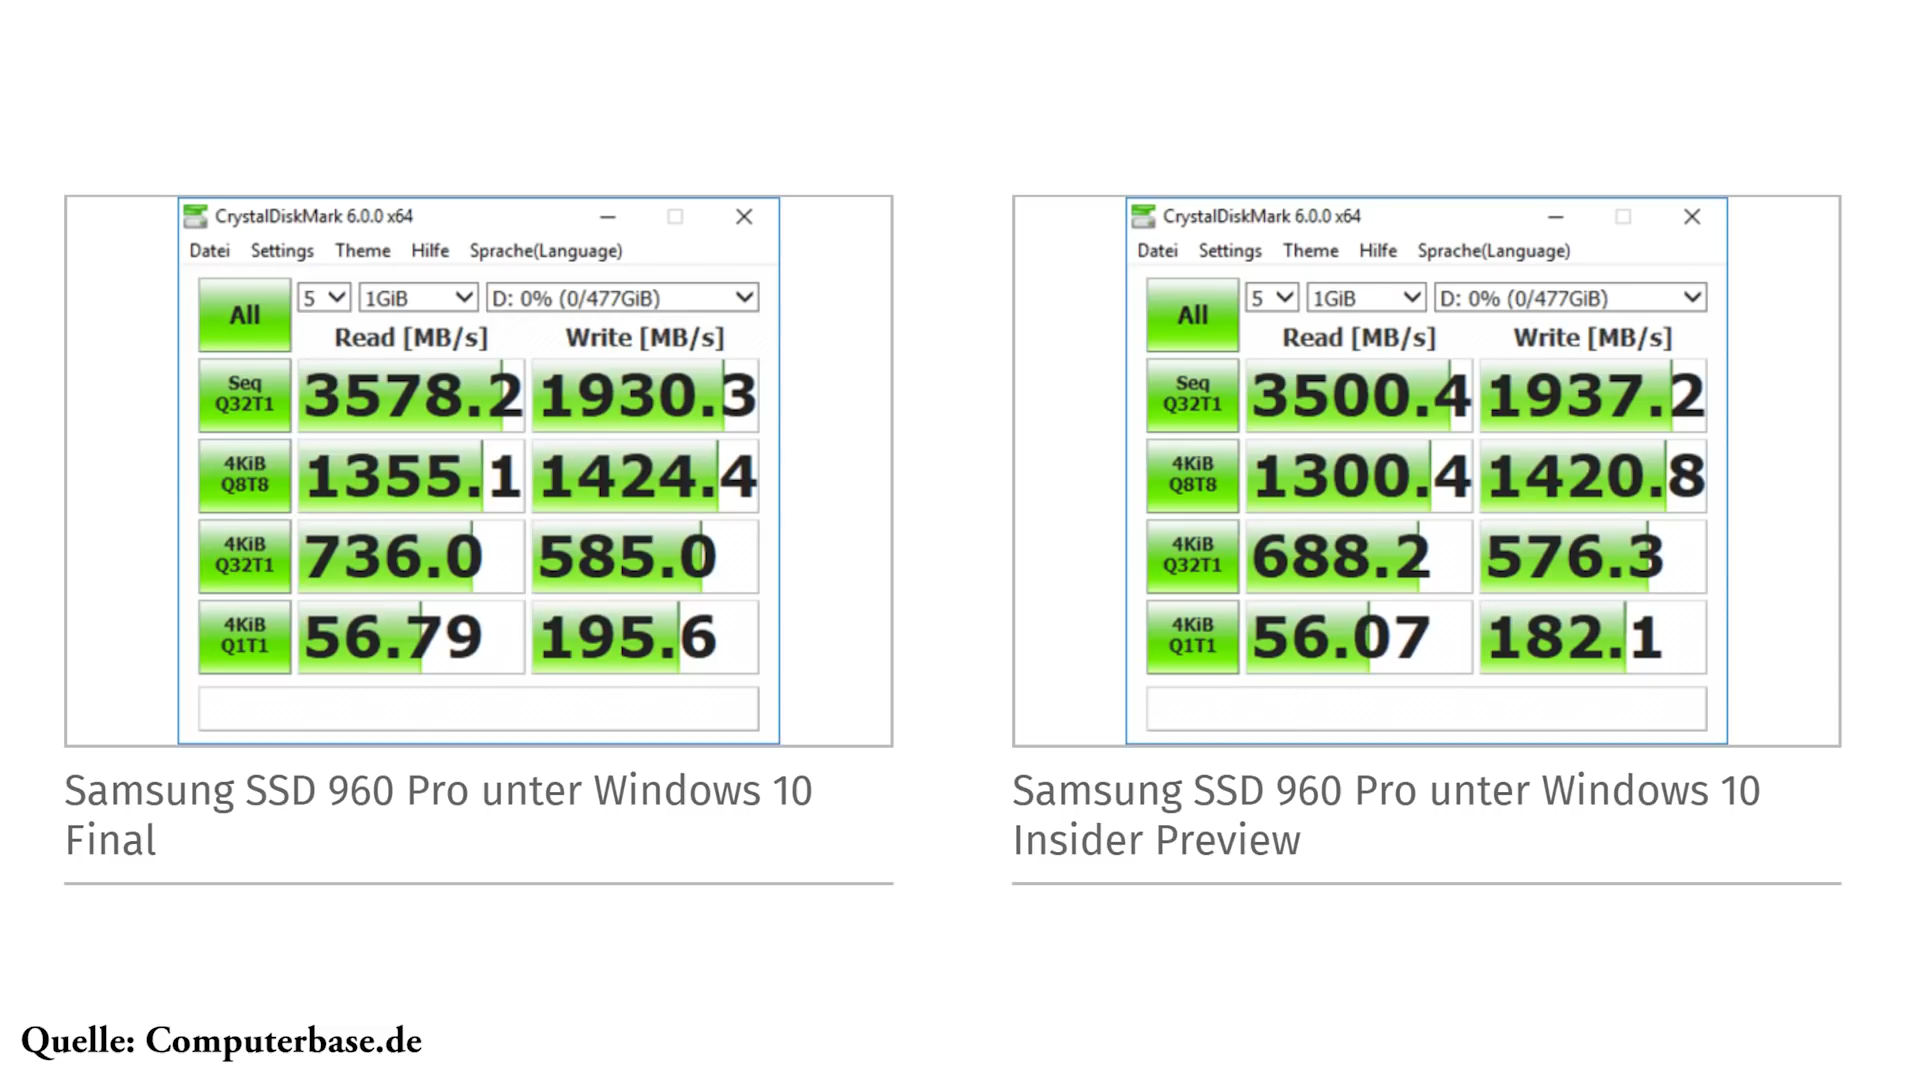 CrystalDiskMark 6.0.0 x64
Datei Settings Theme Hilfe Sprache(Language)
All 5 1GiB D: 0% (0/477GiB)
Read [MB/s] Write [MB/s]
Seq Q32T1 3578.2 1930.3
4KiB Q8T8 1355.1 1424.4
4KiB Q32T1 736.0 585.0
4KiB Q1T1 56.79 195.6
Samsung SSD 960 Pro unter Windows 10
Final
CrystalDiskMark 6.0.0 x64
Datei Settings Theme Hilfe Sprache(Language)
All 5 1GiB D: 0% (0/477GiB)
Read [MB/s] Write [MB/s]
Seq Q32T1 3500.4 1937.2
4KiB Q8T8 1300.4 1420.8
4KiB Q32T1 688.2 576.3
4KiB Q1T1 56.07 182.1
Samsung SSD 960 Pro unter Windows 10
Insider Preview
Quelle: Computerbase.de